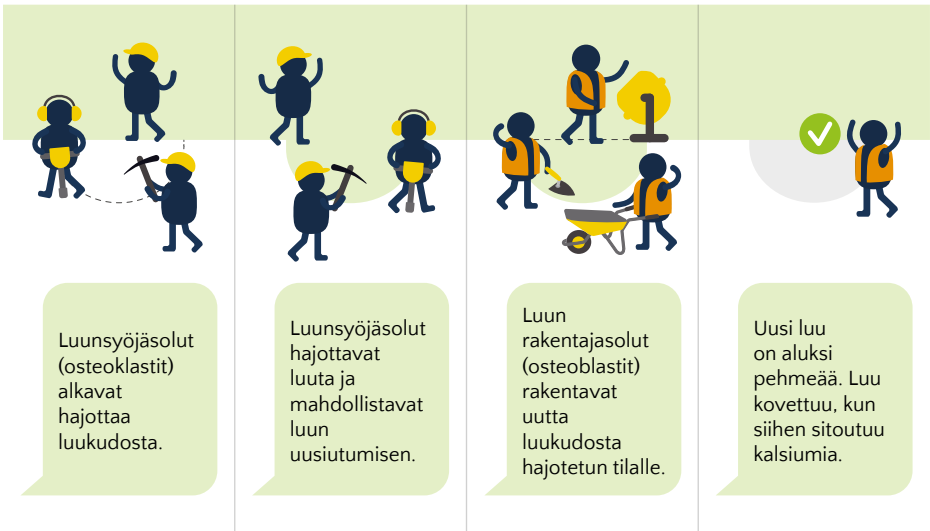 Luunsyöjäsolut
(osteoklastit)
alkavat
hajottaa
luukudosta.
Luunsyöjäsolut
hajottavat
luuta ja
mahdollistavat
luun
uusiutumisen.
Luun
rakentajasolut
(osteoblastit)
rakentavat
uutta
luukudosta
hajotetun tilalle.
Uusi luu
on aluksi
pehmeää. Luu
kovettuu, kun
siihen sitoutuu
kalsiumia.